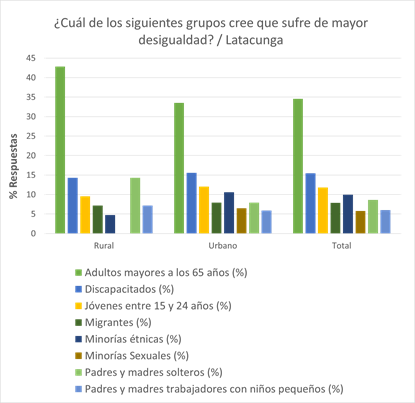 ¿Cuál de los siguientes grupos cree que sufre de mayor
desigualdad? / Latacunga
45
40
35
30
25
20
15
10
5
0
% Respuestas
Rural
Urbano
Total
Adultos mayores a los 65 años (%)
Discapacitados (%)
Jóvenes entre 15 y 24 años (%)
Migrantes (%)
Minorías étnicas (%)
Minorías Sexuales (%)
Padres y madres solteros (%)
Padres y madres trabajadores con niños pequeños (%)